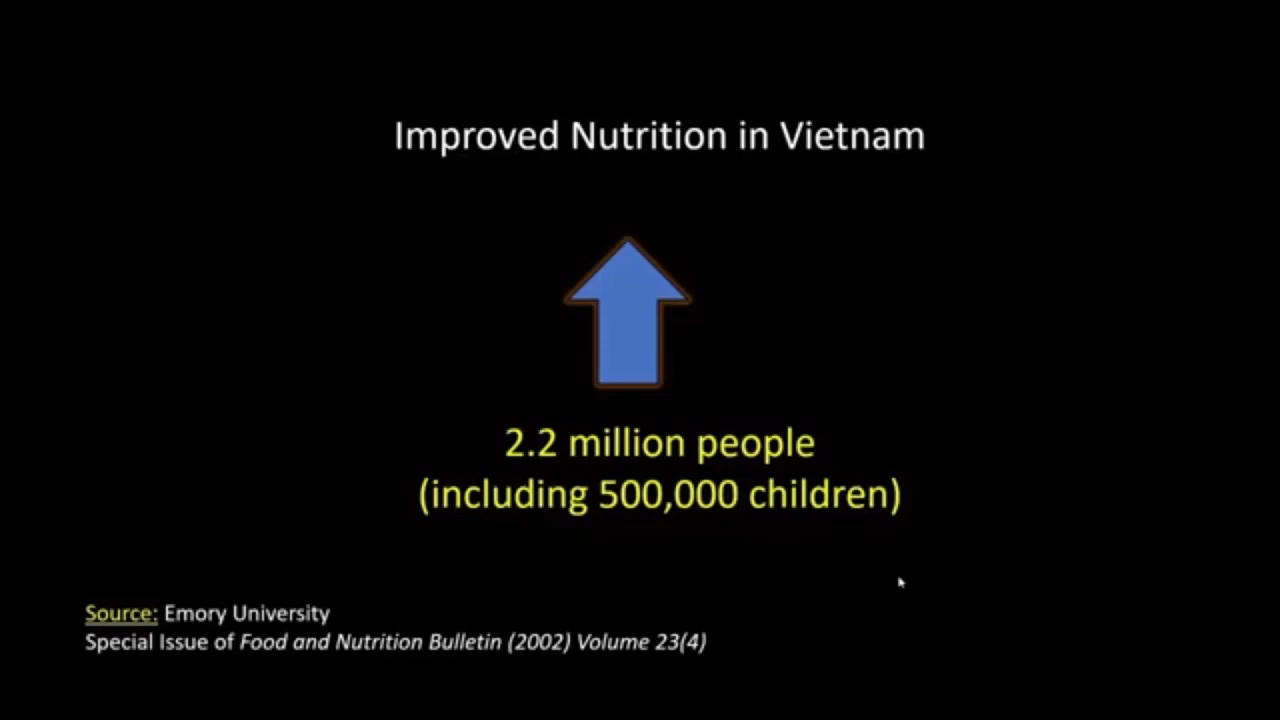 Improved Nutrition in Vietnam
2.2 million people
(including 500,000 children)
Source: Emory University
Special Issue of Food and Nutrition Bulletin (2002) Volume 23(4)